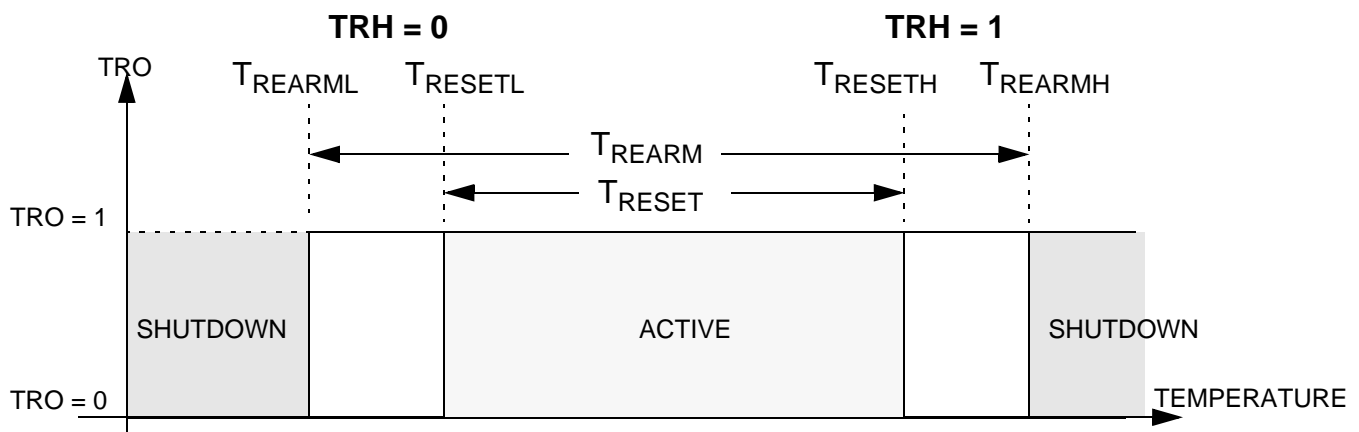 TRH = 0 TRH = 1
TRO
TREARML TRESETL TRESETH TREARMH
TREARM
TRESET
TRO = 1
SHUTDOWN ACTIVE SHUTDOWN
TRO = 0
TEMPERATURE